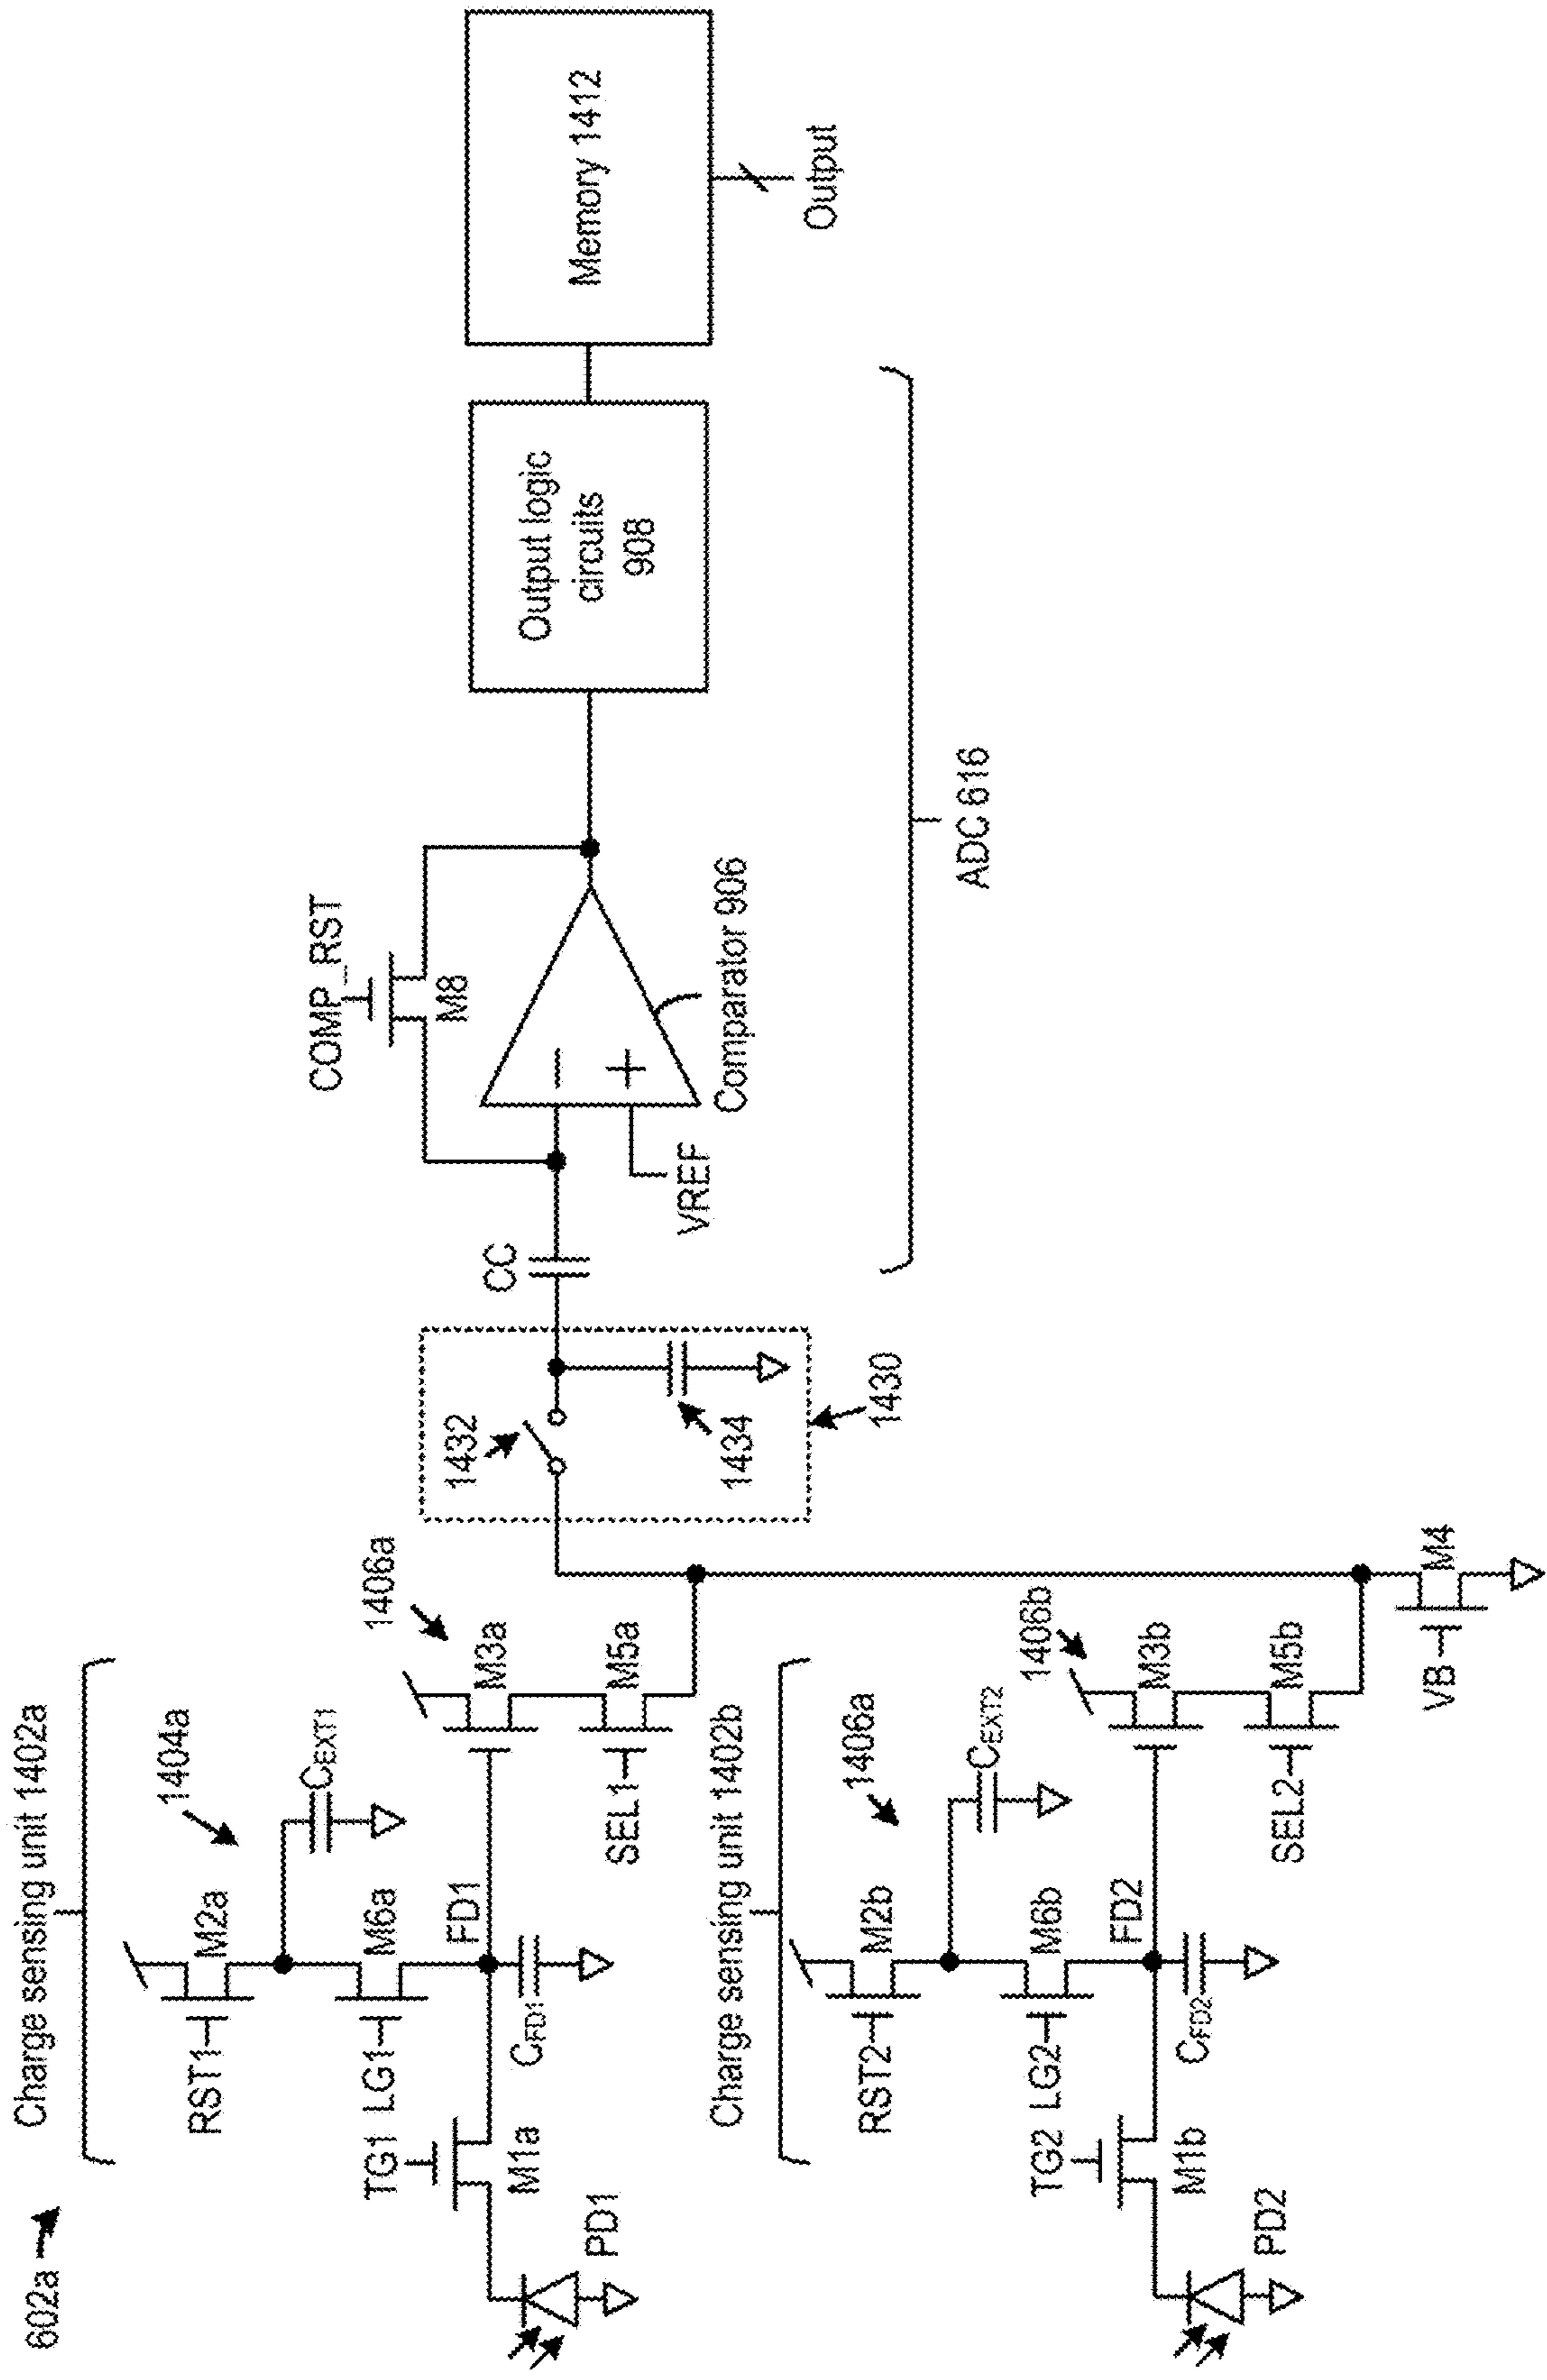 602a
Charge sensing unit 1402a
1404a
RST1
M2a
CEXT1
LG1
M6a
TG1
FD1
M1a
CFD1
PD1
1406a
M3a
SEL1
M5a
Charge sensing unit 1402b
1406a
RST2
M2b
CEXT2
LG2
M6b
TG2
FD2
M1b
CFD2
PD2
1406b
M3b
SEL2
M5b
VB
M4
1432
1434
1430
CC
COMP_RST
M8
VREF
Comparator 906
ADC 616
Output logic
circuits
908
Memory 1412
Output